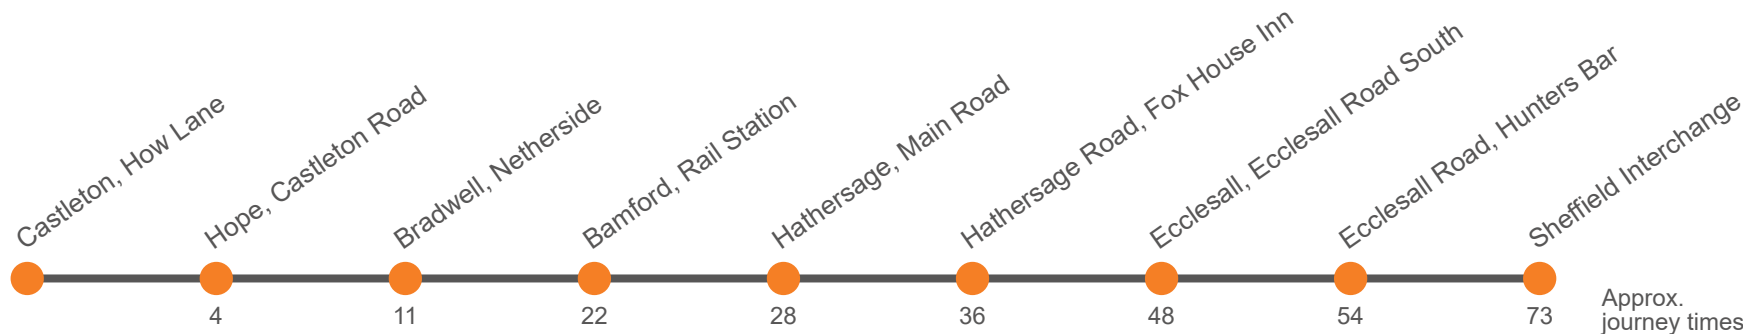 Castleton, How Lane
Hope, Castleton Road
Bradwell, Netherside
Bamford, Rail Station
Hathersage, Main Road
Hathersage Road, Fox House Inn
Ecclesall, Ecclesall Road South
Ecclesall Road, Hunters Bar
Sheffield Interchange
4 11 22 28 36 48 54 73
Approx.
journey times